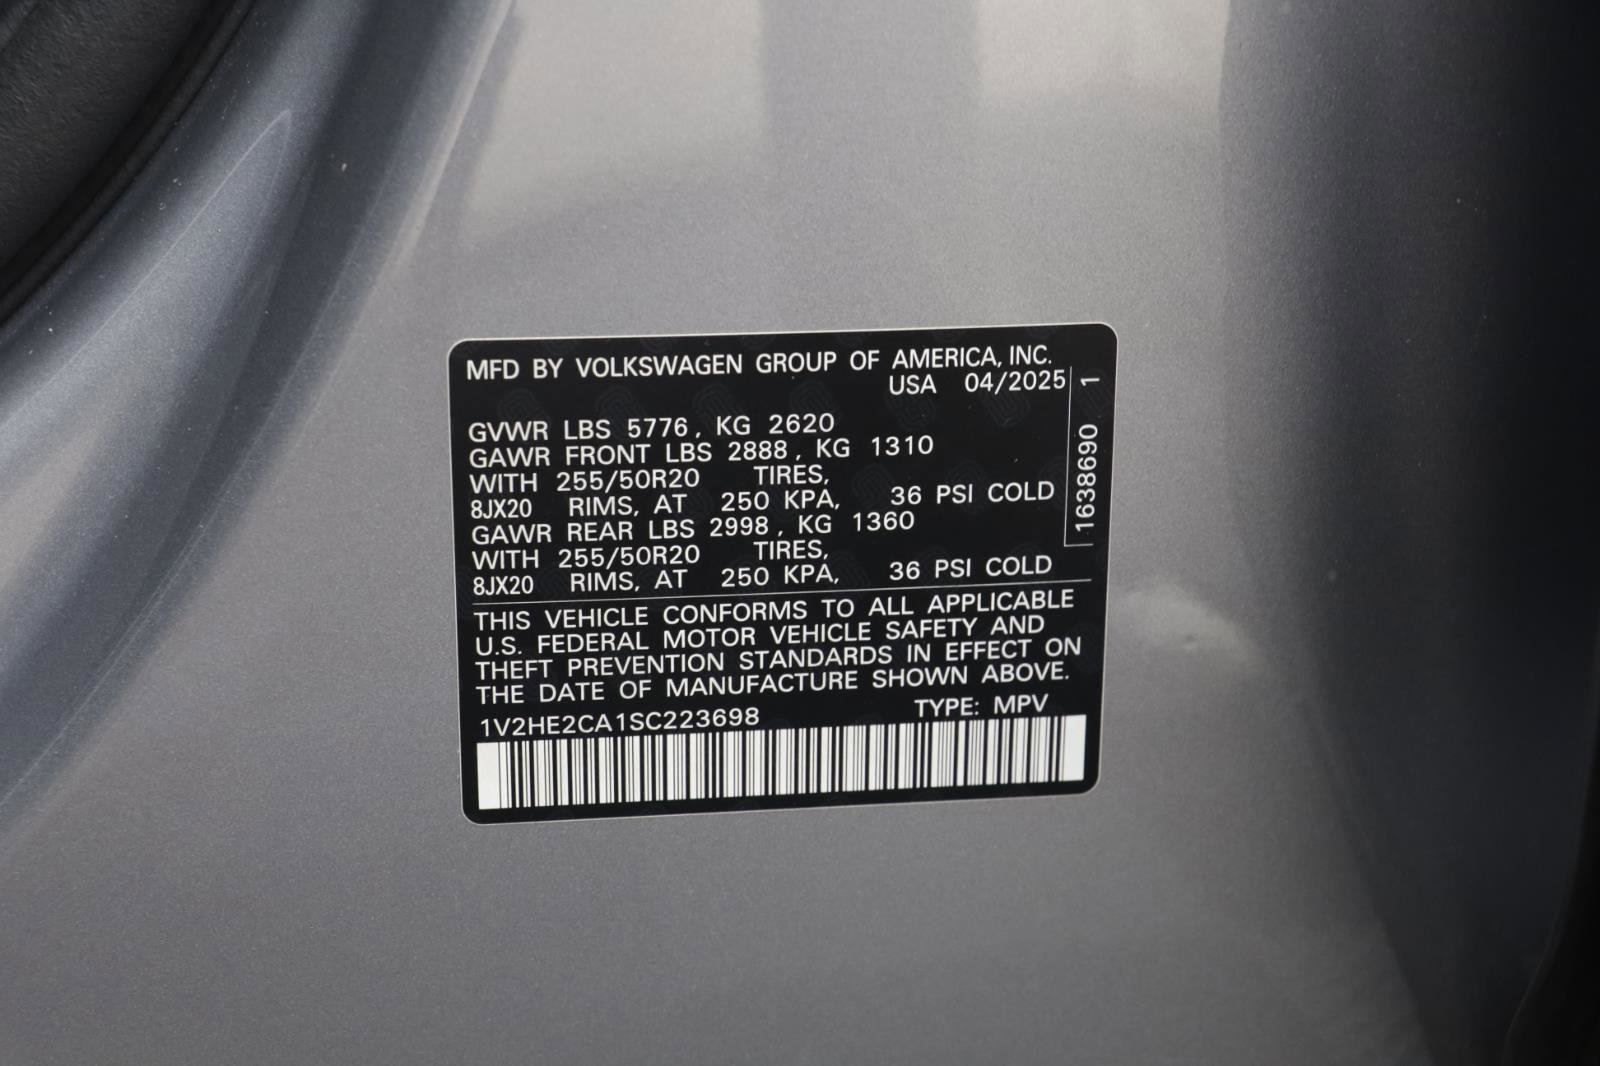 MFD BY VOLKSWAGEN GROUP OF AMERICA, INC.
USA 04/2025
GVWR LBS 5776, KG 2620
GAWR FRONT LBS 2888, KG 1310
WITH 255/50R20 TIRES,
8JX20 RIMS, AT 250 KPA, 36 PSI COLD
GAWR REAR LBS 2998, KG 1360
WITH 255/50R20 TIRES,
8JX20 RIMS, AT 250 KPA, 36 PSI COLD
1638690 1
THIS VEHICLE CONFORMS TO ALL APPLICABLE
U.S. FEDERAL MOTOR VEHICLE SAFETY AND
THEFT PREVENTION STANDARDS IN EFFECT ON
THE DATE OF MANUFACTURE SHOWN ABOVE.
1V2HE2CA1SC223698 TYPE: MPV